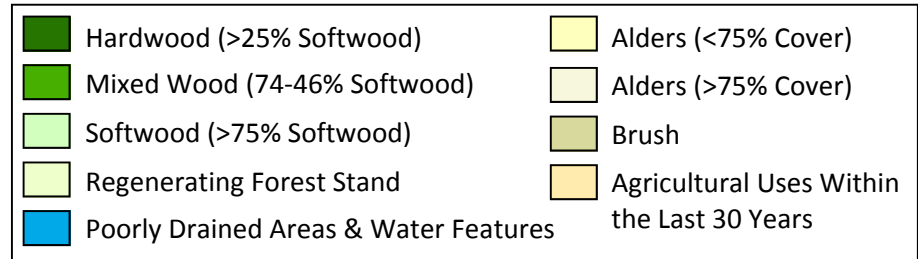 Hardwood (>25% Softwood)
Mixed Wood (74-46% Softwood)
Softwood (>75% Softwood)
Regenerating Forest Stand
Poorly Drained Areas & Water Features
Alders (<75% Cover)
Alders (>75% Cover)
Brush
Agricultural Uses Within
the Last 30 Years